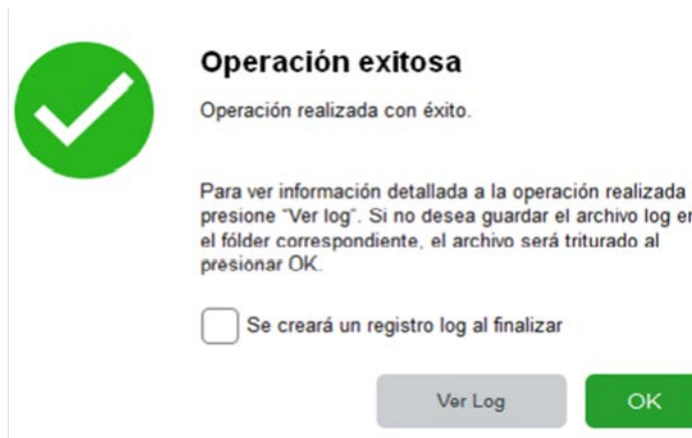 Operación exitosa
Operación realizada con éxito.
Para ver información detallada a la operación realizada
presione "Ver log". Si no desea guardar el archivo log en
el fólder correspondiente, el archivo será triturado al
presionar OK.
Se creará un registro log al finalizar
Ver Log
OK